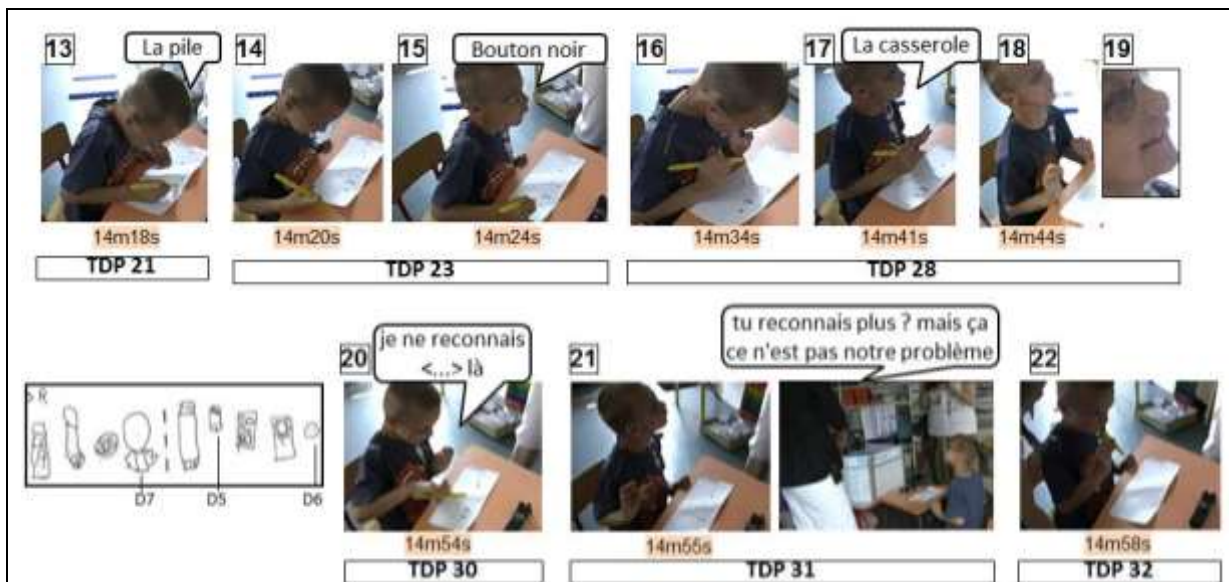 13
La pile
14
15
Bouton noir
16
17
La casserole
18
19
14m18s
14m20s
14m24s
14m34s
14m41s
14m44s
TDP 21
TDP 23
TDP 28
20
je ne reconnais
<...> là
21
tu reconnais plus ? mais ça
ce n'est pas notre problème
22
R
D7
D5
D6
14m54s
14m55s
14m58s
TDP 30
TDP 31
TDP 32